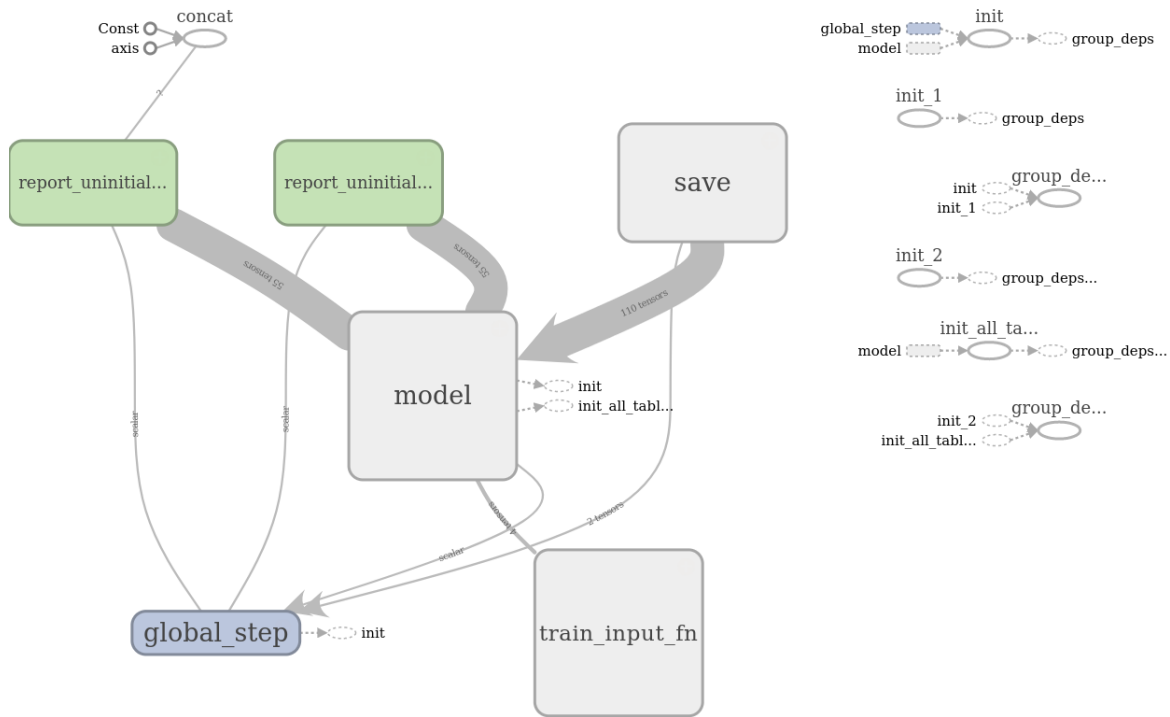 concat
Const
axis
report_uninitial...
report_uninitial...
save
55 tensors
55 tensors
110 tensors
model
init
init_all_tabl...
scalar
scalar
4 tensors
2 tensors
scalar
global_step
init
train_input_fn
init
global_step
model
group_deps
init_1
group_deps
group_de...
init
init_1
init_2
group_deps...
init_all_ta...
model
group_deps...
group_de...
init_2
init_all_tabl...